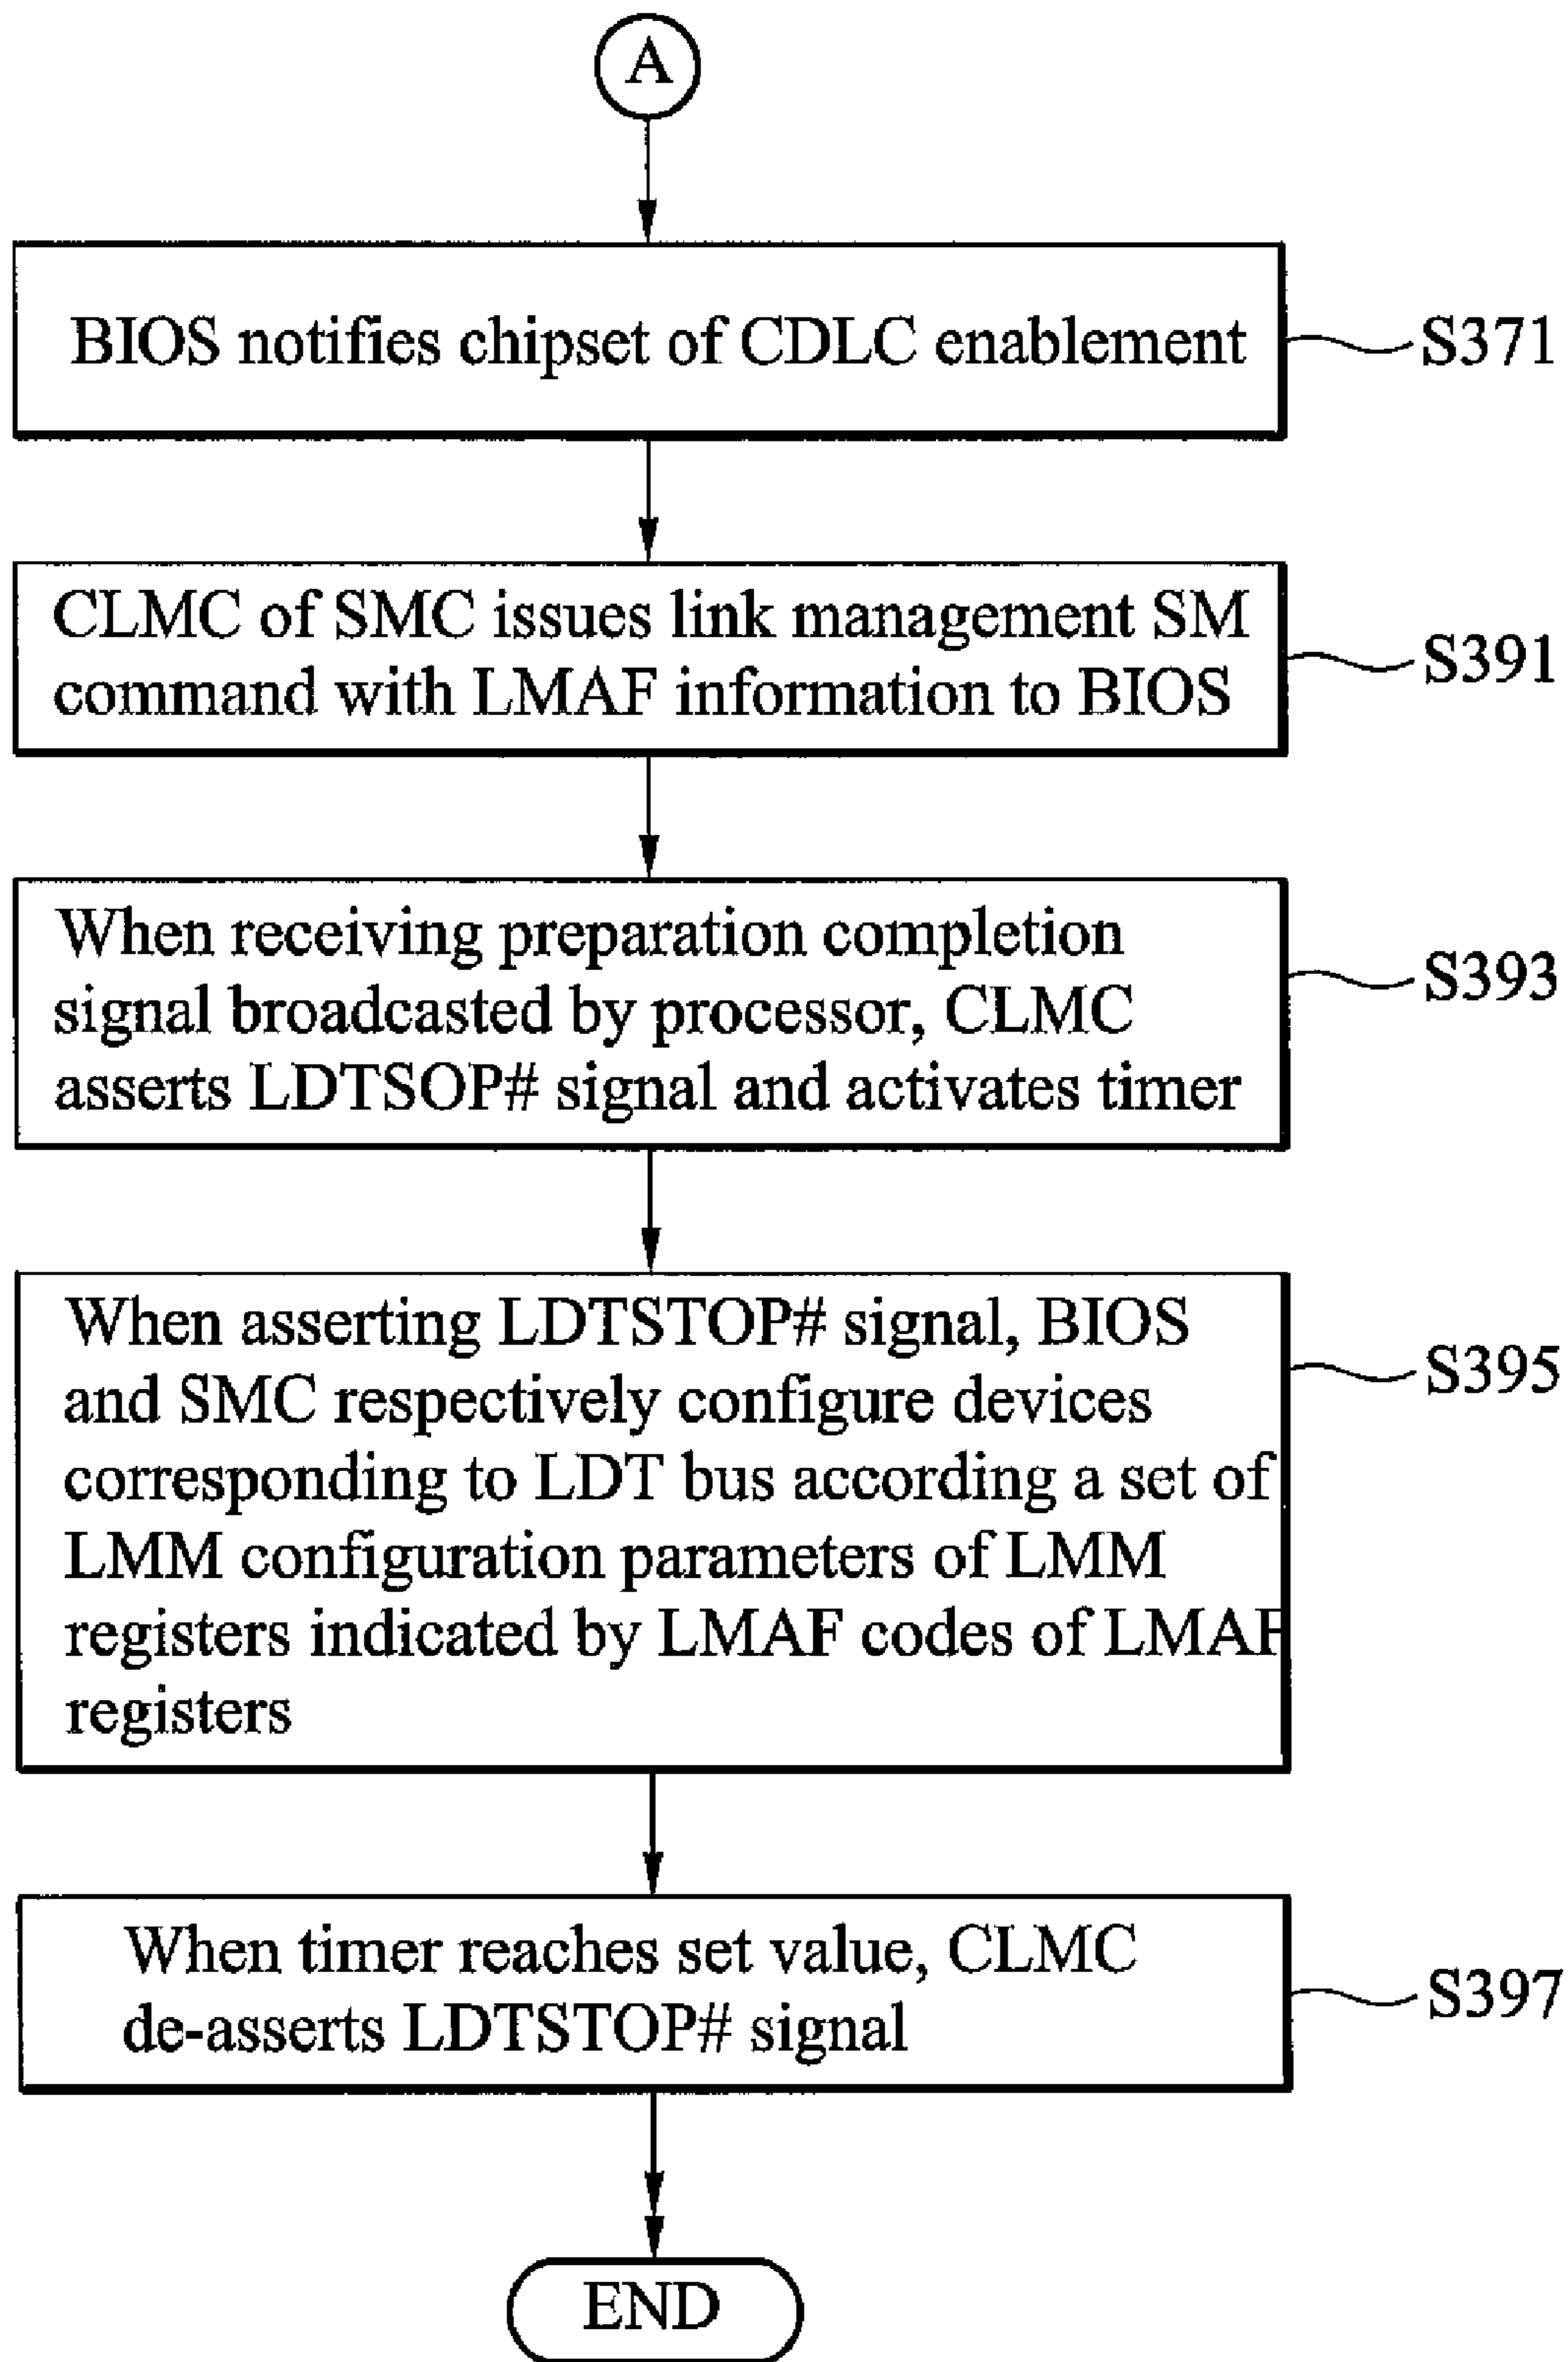 A
BIOS notifies chipset of CDLC enablement
S371
CLMC of SMC issues link management SM
command with LMAF information to BIOS
S391
When receiving preparation completion
signal broadcasted by processor, CLMC
asserts LDTSOP# signal and activates timer
S393
When asserting LDTSTOP# signal, BIOS
and SMC respectively configure devices
corresponding to LDT bus according a set of
LMM configuration parameters of LMM
registers indicated by LMAF codes of LMAF
registers
S395
When timer reaches set value, CLMC
de-asserts LDTSTOP# signal
S397
END